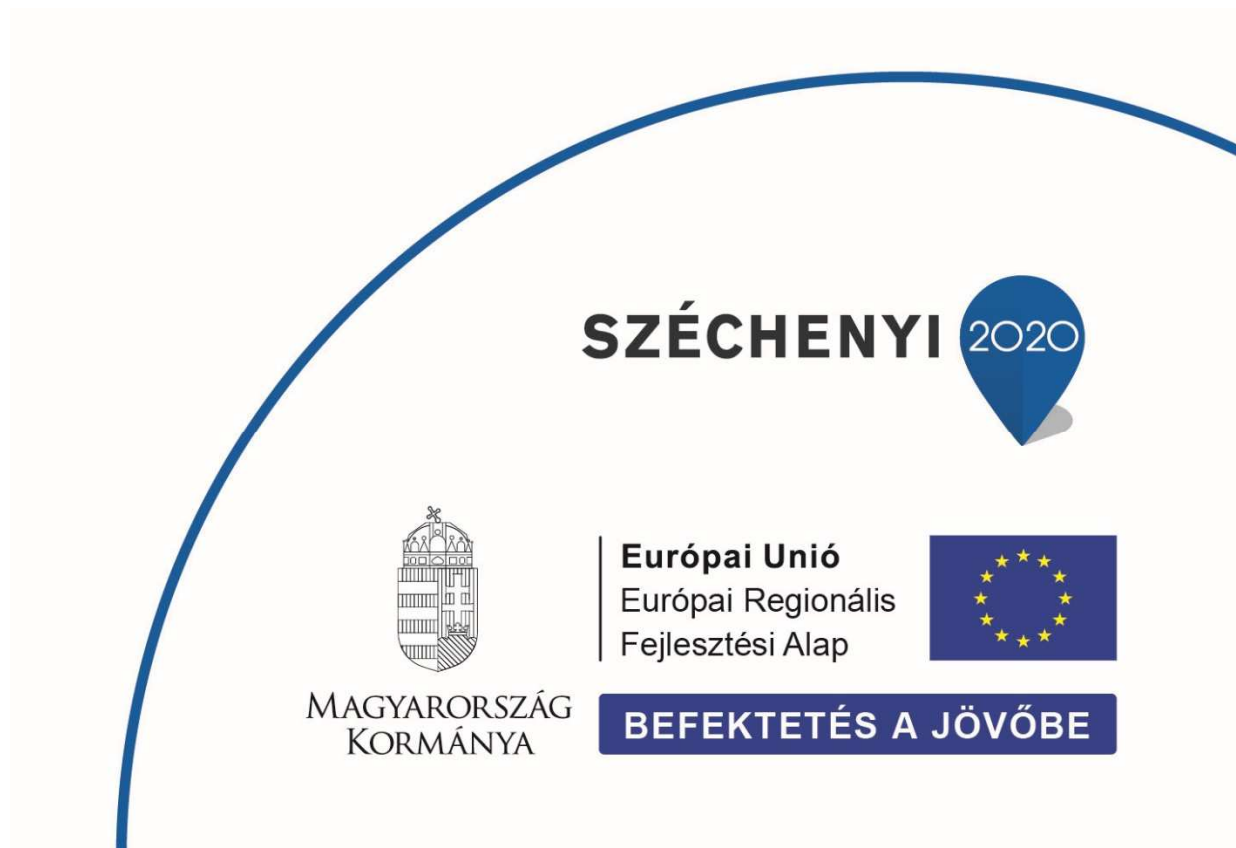 SZÉCHENYI 2020
Európai Unió
Európai Regionális
Fejlesztési Alap
MAGYARORSZÁG
KORMÁNYA
BEFEKTETÉS A JÖVŐBE